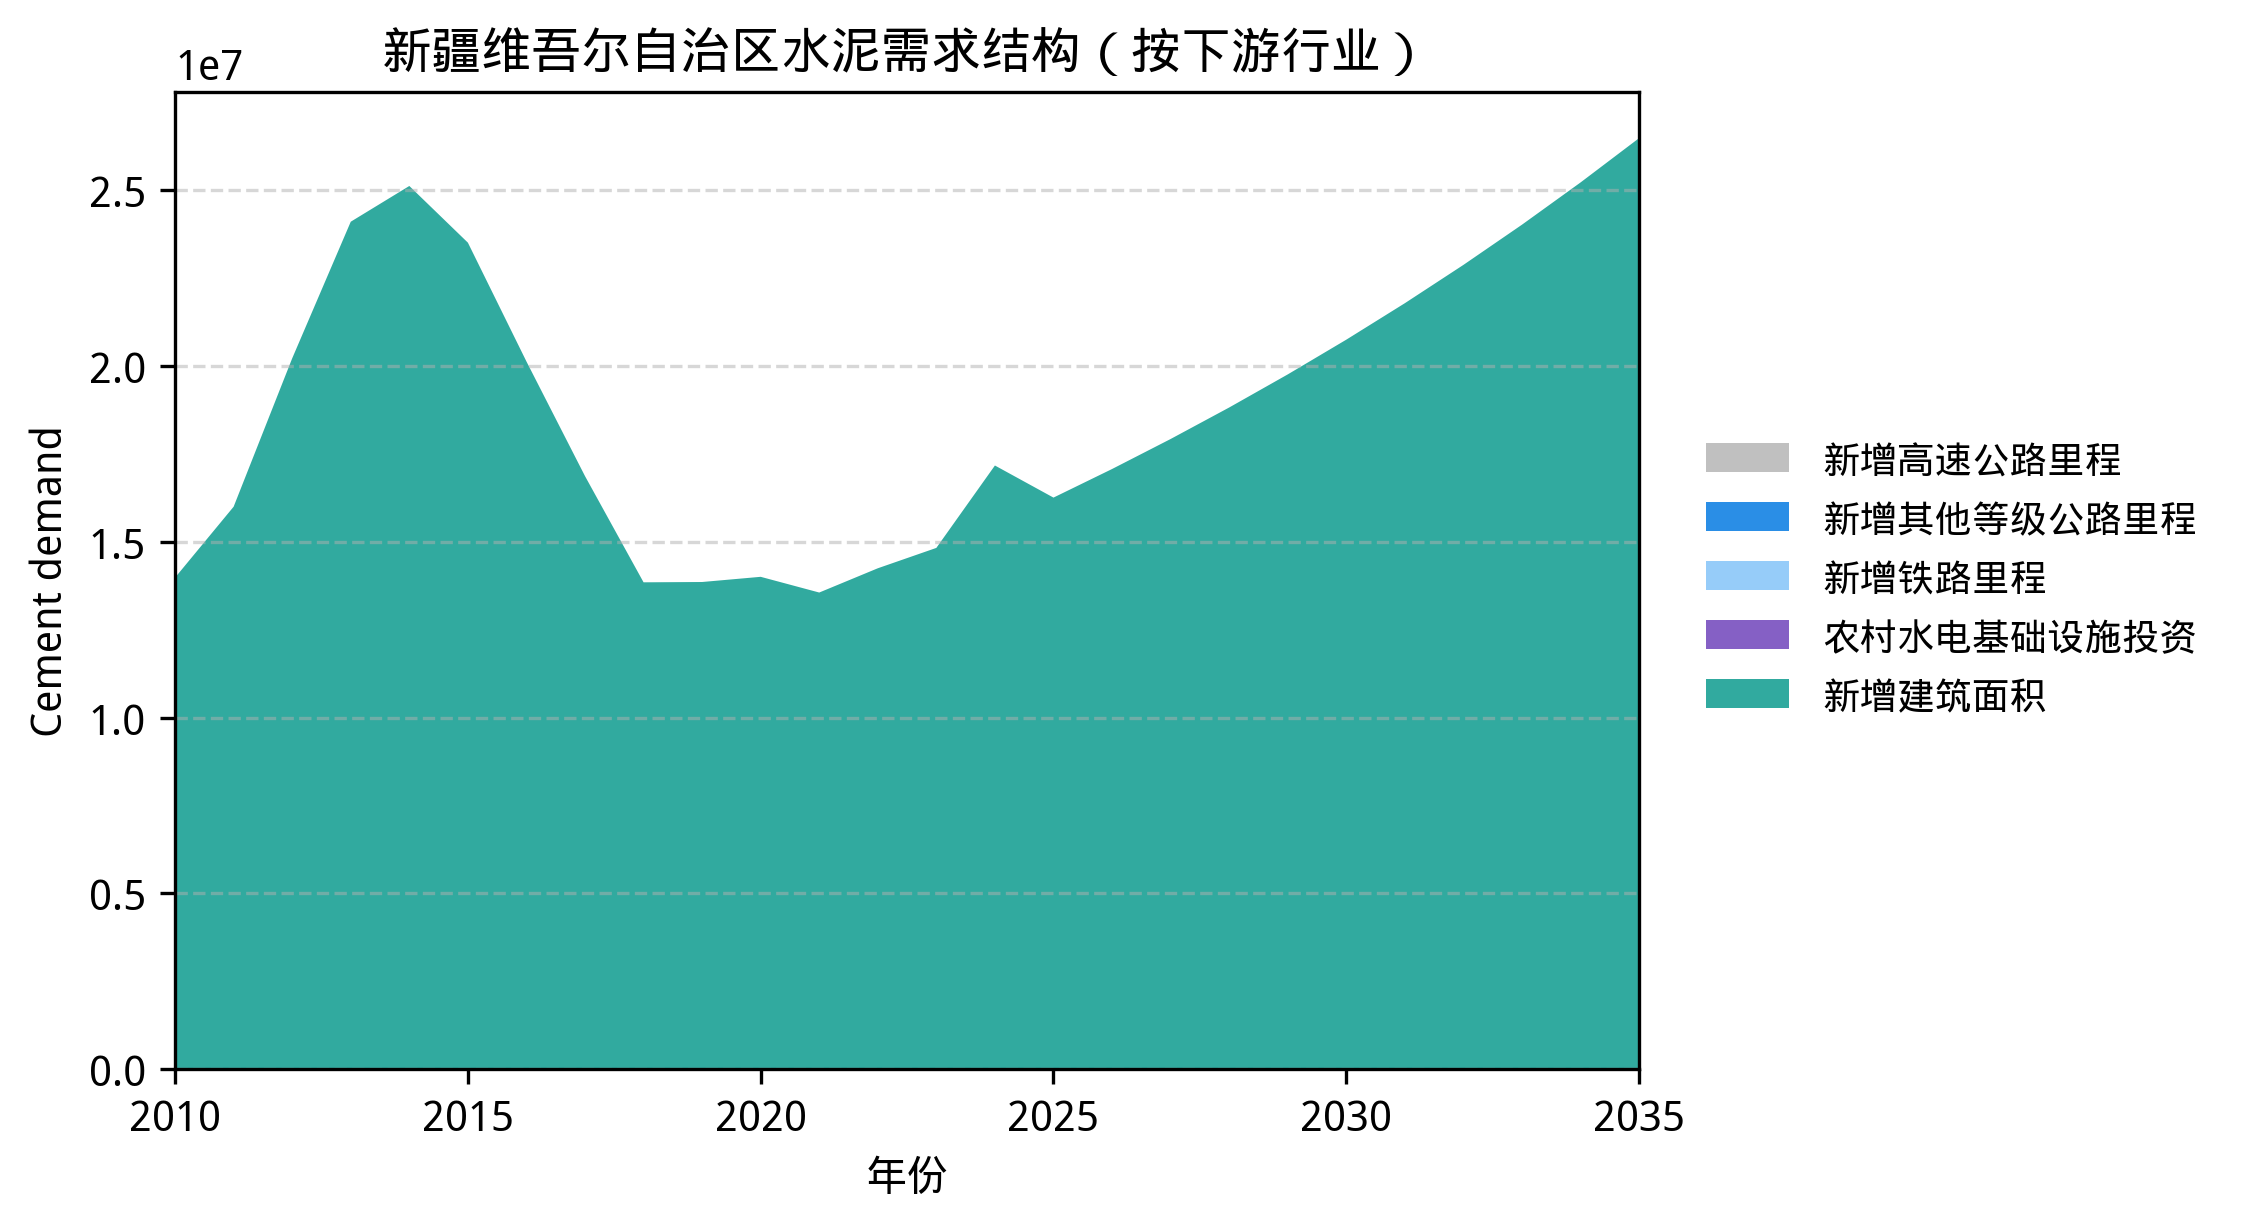 新疆维吾尔自治区水泥需求结构（按下游行业）
1e7
2.5
2.0
1.5
1.0
0.5
0.0
Cement demand
2010 2015 2020 2025 2030 2035
年份
新增高速公路里程
新增其他等级公路里程
新增铁路里程
农村水电基础设施投资
新增建筑面积